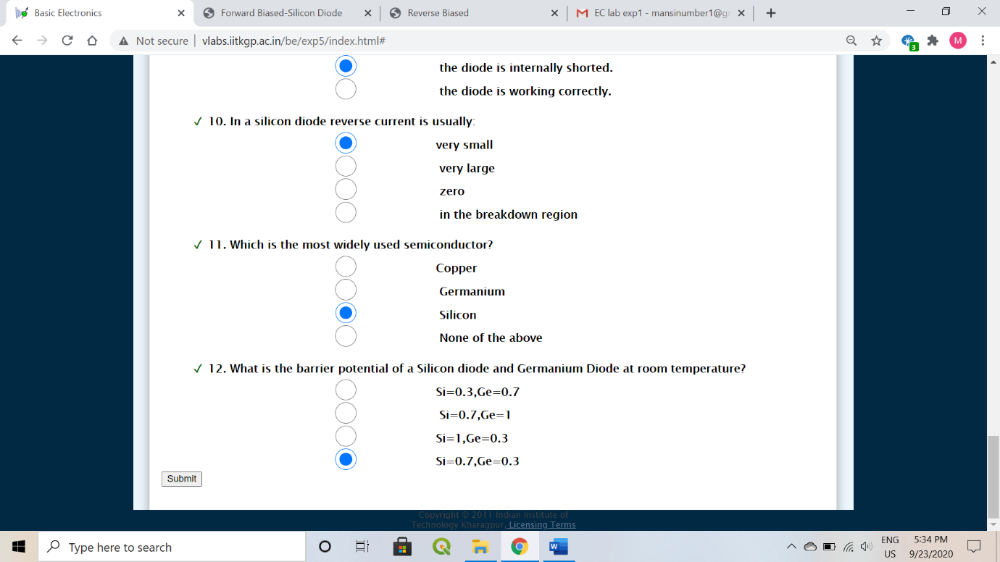 Basic Electronics
Forward Biased-Silicon Diode
Reverse Biased
EC lab exp1 - mansinumber1@g
Not secure | vlabs.iitkgp.ac.in/be/exp5/index.html#
3
M
the diode is internally shorted.
the diode is working correctly.
✓ 10. In a silicon diode reverse current is usually:
very small
very large
zero
in the breakdown region
✓ 11. Which is the most widely used semiconductor?
Copper
Germanium
Silicon
None of the above
✓ 12. What is the barrier potential of a Silicon diode and Germanium Diode at room temperature?
Si=0.3,Ge=0.7
Si=0.7,Ge=1
Si=1,Ge=0.3
Si=0.7,Ge=0.3
Submit
Copyright © 2011 Indian Institute of
Technology Kharagpur. Licensing Terms
Type here to search
W
ENG
US
5:34 PM
9/23/2020